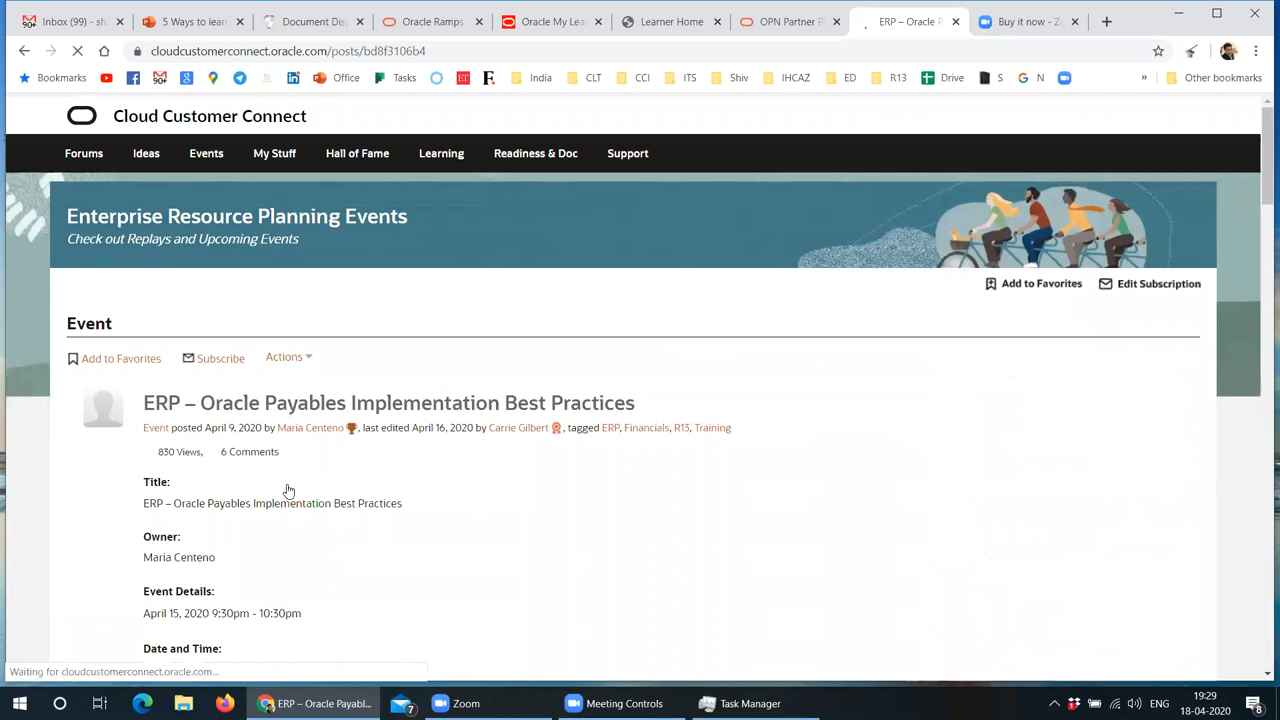 Inbox (99) - sh
5 Ways to learn
Document Disp
Oracle Ramps
Oracle My Lea
Learner Home
OPN Partner P
ERP – Oracle P
Buy it now - Zo
cloudcustomerconnect.oracle.com/posts/bd8f3106b4
Bookmarks
Office
Tasks
India
CLT
CCI
ITS
Shiv
IHCAZ
ED
R13
Drive
S
N
Other bookmarks
Cloud Customer Connect
Forums
Ideas
Events
My Stuff
Hall of Fame
Learning
Readiness & Doc
Support
Enterprise Resource Planning Events
Check out Replays and Upcoming Events
Add to Favorites
Edit Subscription
Event
Add to Favorites
Subscribe
Actions
ERP – Oracle Payables Implementation Best Practices
Event posted April 9, 2020 by Maria Centeno, last edited April 16, 2020 by Carrie Gilbert, tagged ERP, Financials, R13, Training
830 Views, 6 Comments
Title:
ERP – Oracle Payables Implementation Best Practices
Owner:
Maria Centeno
Event Details:
April 15, 2020 9:30pm - 10:30pm
Date and Time:
Waiting for cloudcustomerconnect.oracle.com...
ERP – Oracle Payabl...
7
Zoom
Meeting Controls
Task Manager
ENG
19:29
18-04-2020
8